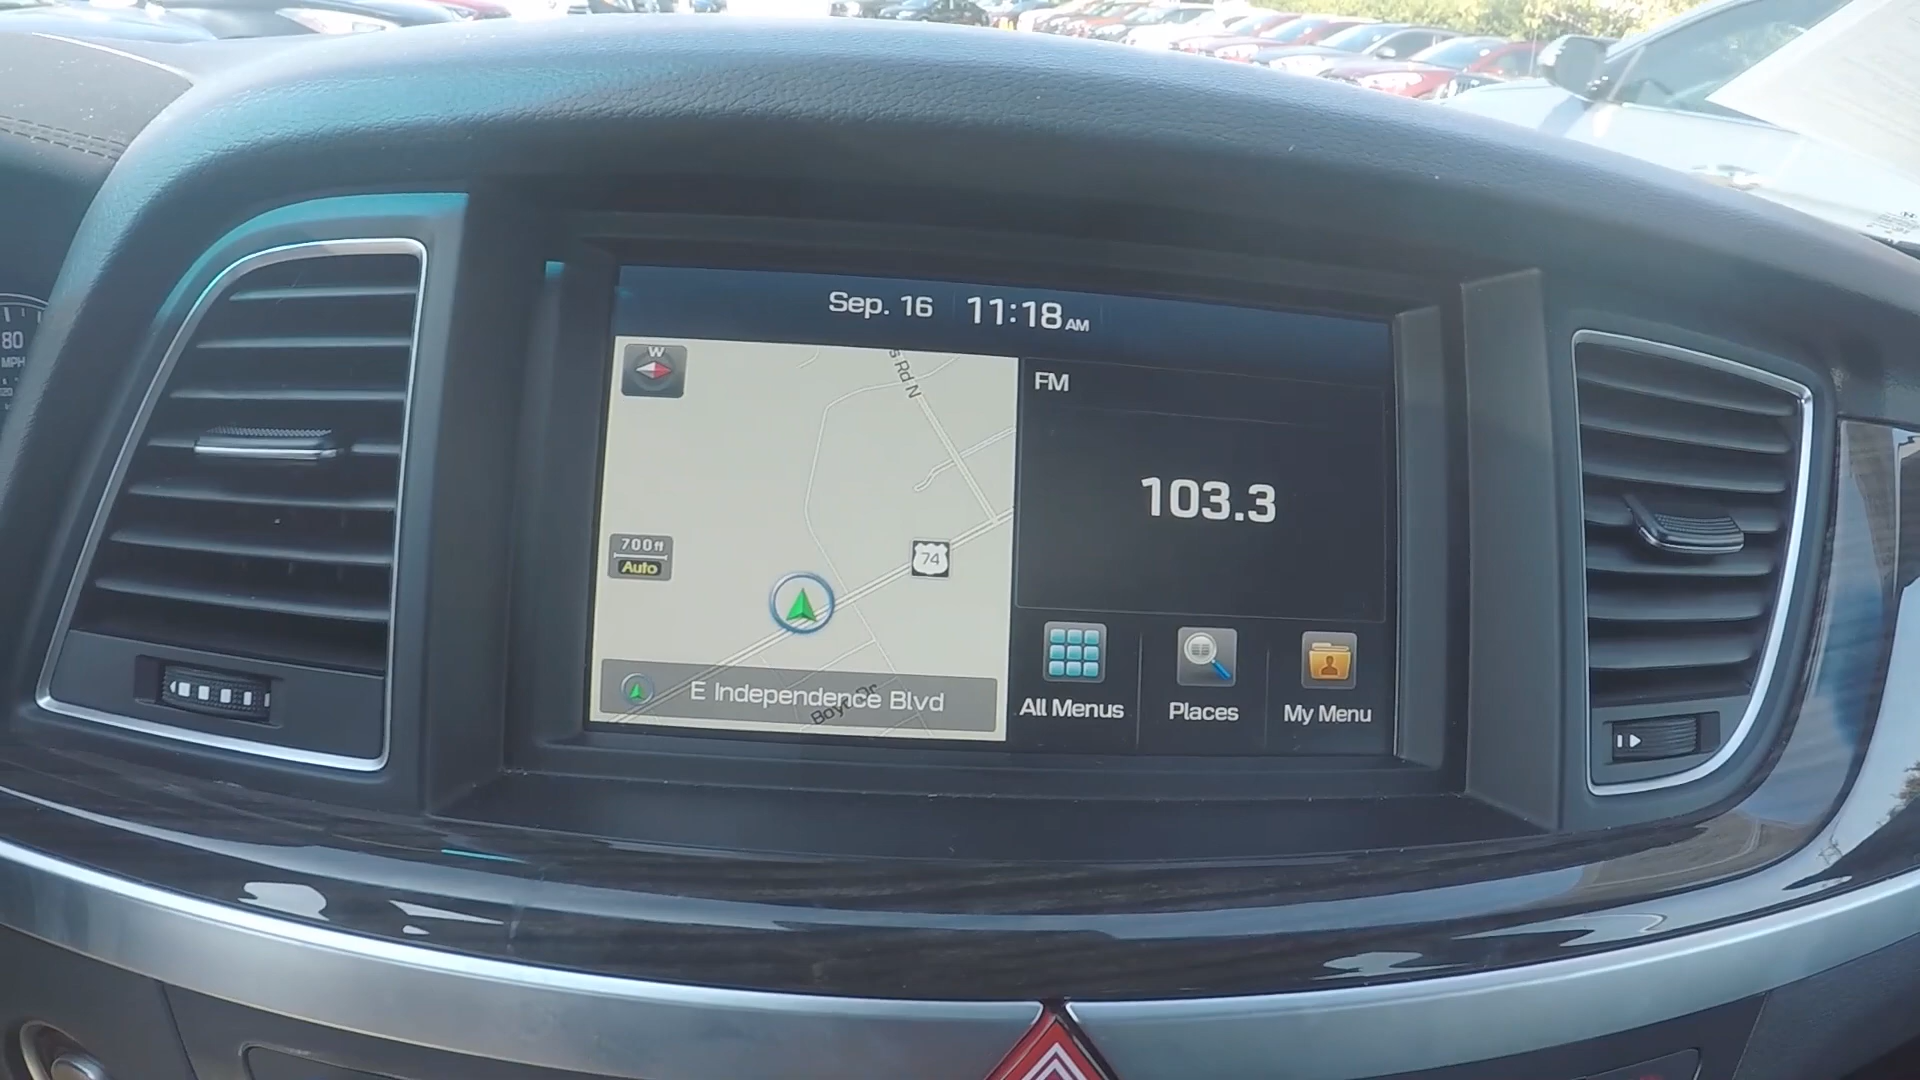 Sep. 16 11:18 AM
W
s Rd N
FM
103.3
700ft
Auto
74
E Independence Blvd
All Menus
Places
My Menu
80
MPH